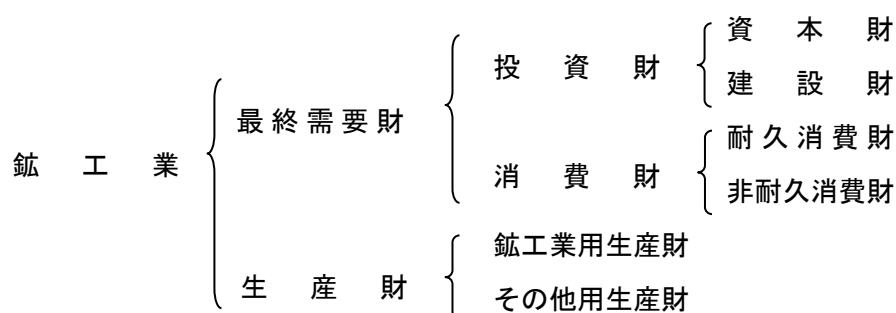 鉱工業
最終需要財
投資財
資本財
建設財
消費財
耐久消費財
非耐久消費財
生産財
鉱工業用生産財
その他用生産財